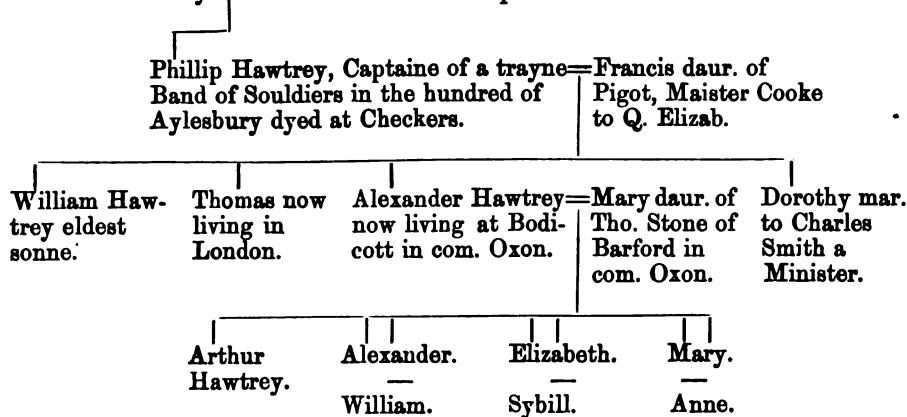 Phillip Hawtrey, Captaine of a trayne=Francis daur. of
Band of Souldiers in the hundred of Pigot, Maister Cooke
Aylesbury dyed at Checkers. to Q. Elizab.
William Haw- Thomas now Alexander Hawtrey=Mary daur. of Dorothy mar.
trey eldest living in now living at Bodi- Tho. Stone of to Charles
sonne. London. cott in com. Oxon. Barford in Smith a
com. Oxon. Minister.
Arthur Alexander. Elizabeth. Mary.
Hawtrey. — — —
William. Sybill. Anne.